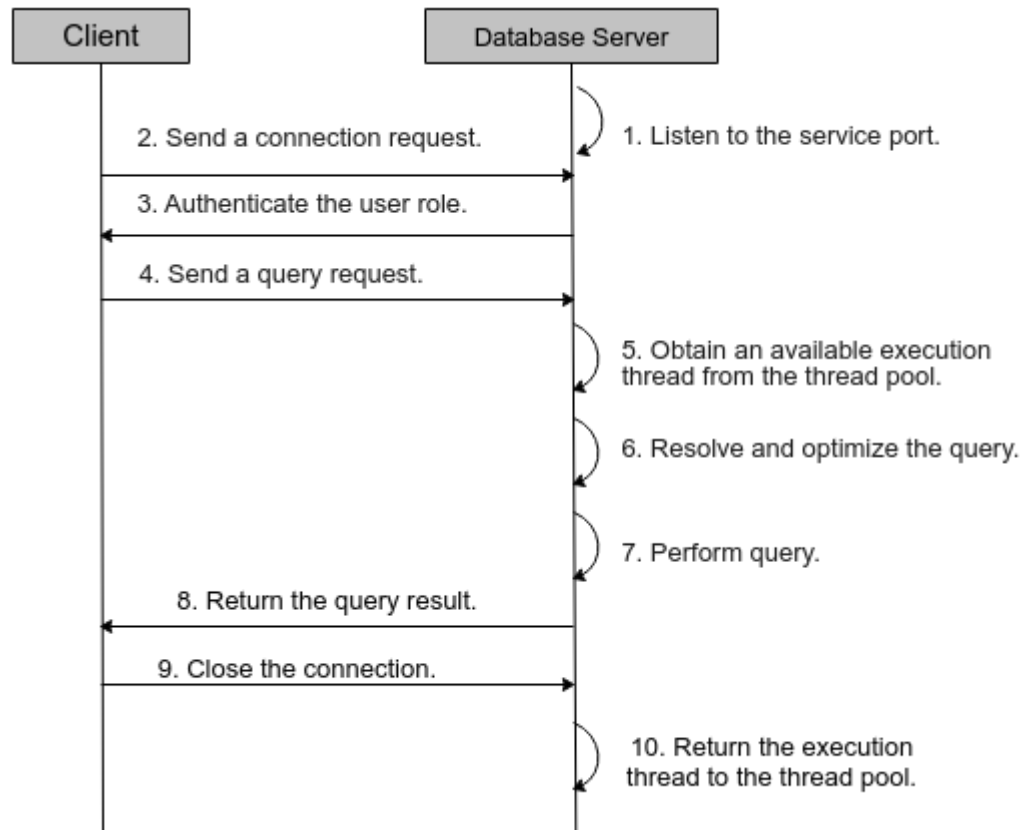 Client
Database Server
1. Listen to the service port.
2. Send a connection request.
3. Authenticate the user role.
4. Send a query request.
5. Obtain an available execution
thread from the thread pool.
6. Resolve and optimize the query.
7. Perform query.
8. Return the query result.
9. Close the connection.
10. Return the execution
thread to the thread pool.